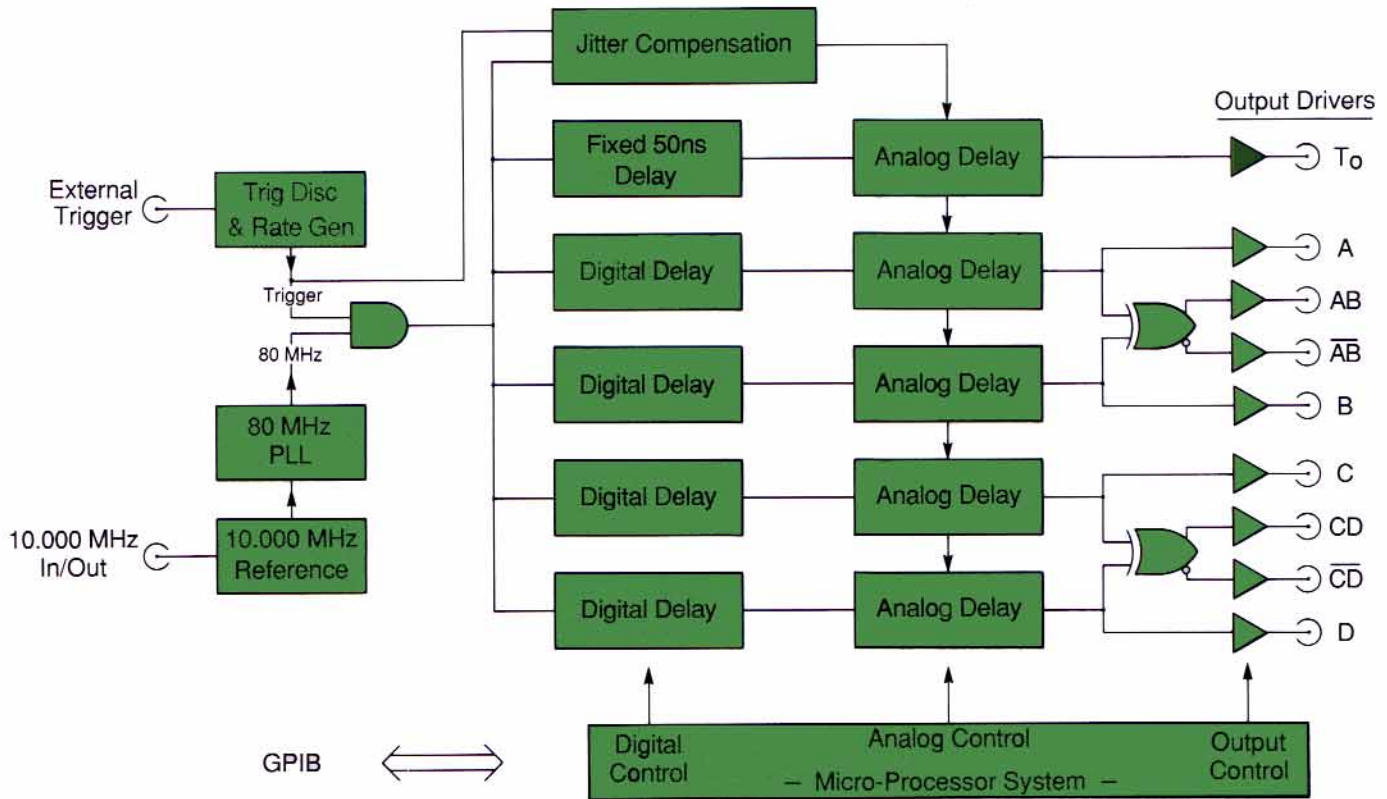 Jitter Compensation
Output Drivers
Fixed 50ns
Delay
Analog Delay
To
External
Trigger
Trig Disc
& Rate Gen
Digital Delay
Analog Delay
A
Trigger
AB
80 MHz
A̅B̅
Digital Delay
Analog Delay
B
80 MHz
PLL
Digital Delay
Analog Delay
C
10.000 MHz
In/Out
10.000 MHz
Reference
CD
C̅D̅
Digital Delay
Analog Delay
D
GPIB
Digital
Control
Analog Control
– Micro-Processor System –
Output
Control